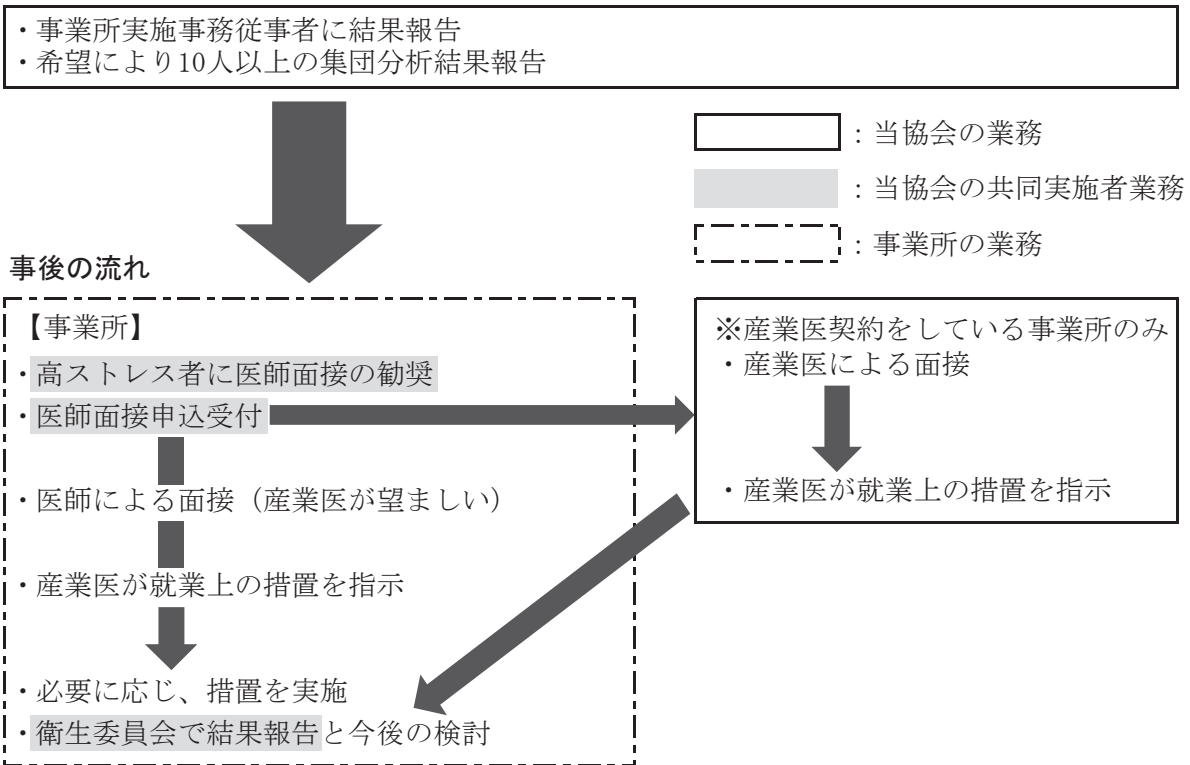 ・事業所実施事務従事者に結果報告
・希望により10人以上の集団分析結果報告
：当協会の業務
：当協会の共同実施者業務
：事業所の業務
事後の流れ
【事業所】
・高ストレス者に医師面接の勧奨
・医師面接申込受付
・医師による面接（産業医が望ましい）
・産業医が就業上の措置を指示
・必要に応じ、措置を実施
・衛生委員会で結果報告と今後の検討
※産業医契約をしている事業所のみ
・産業医による面接
・産業医が就業上の措置を指示